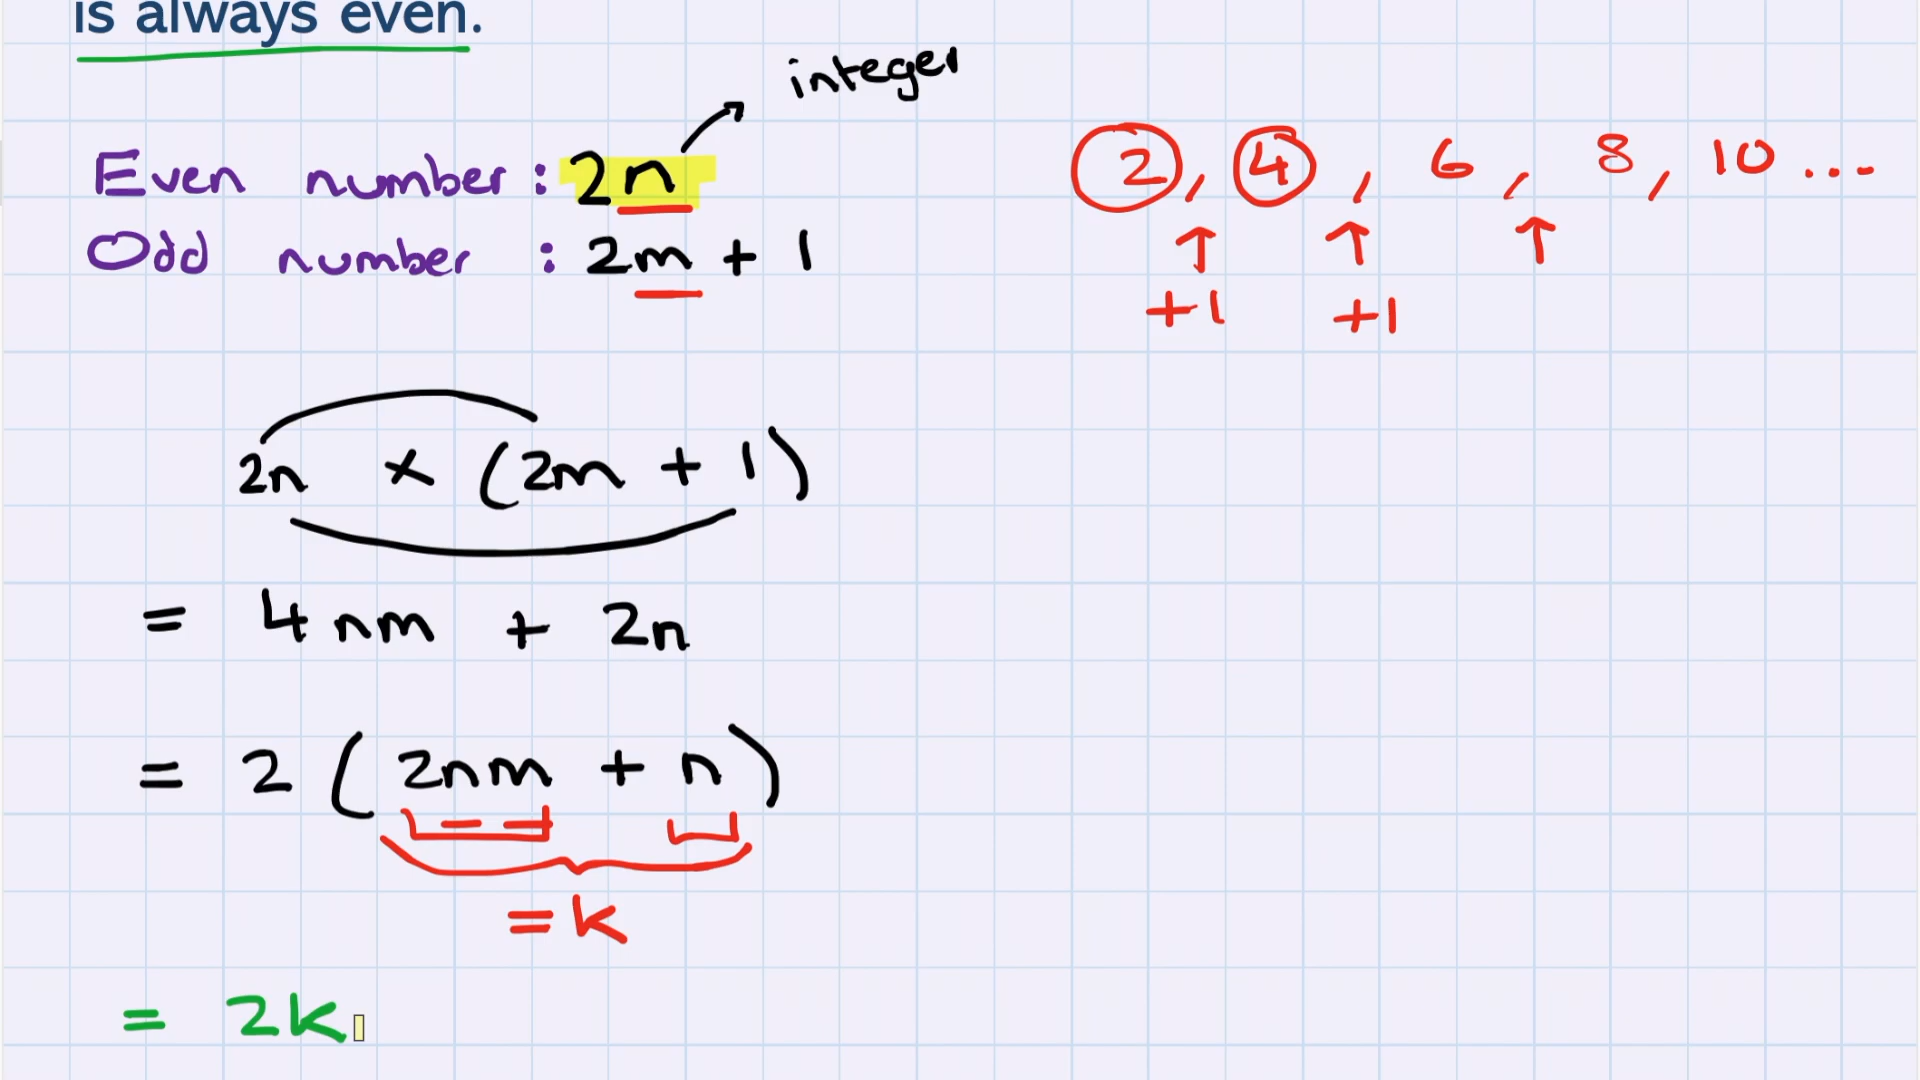 is always even.
integer
Even number : 2n
Odd number : 2m + 1
2, 4, 6, 8, 10 ...
+1 +1
2n × (2m + 1)
= 4nm + 2n
= 2(2nm + n)
= k
= 2k